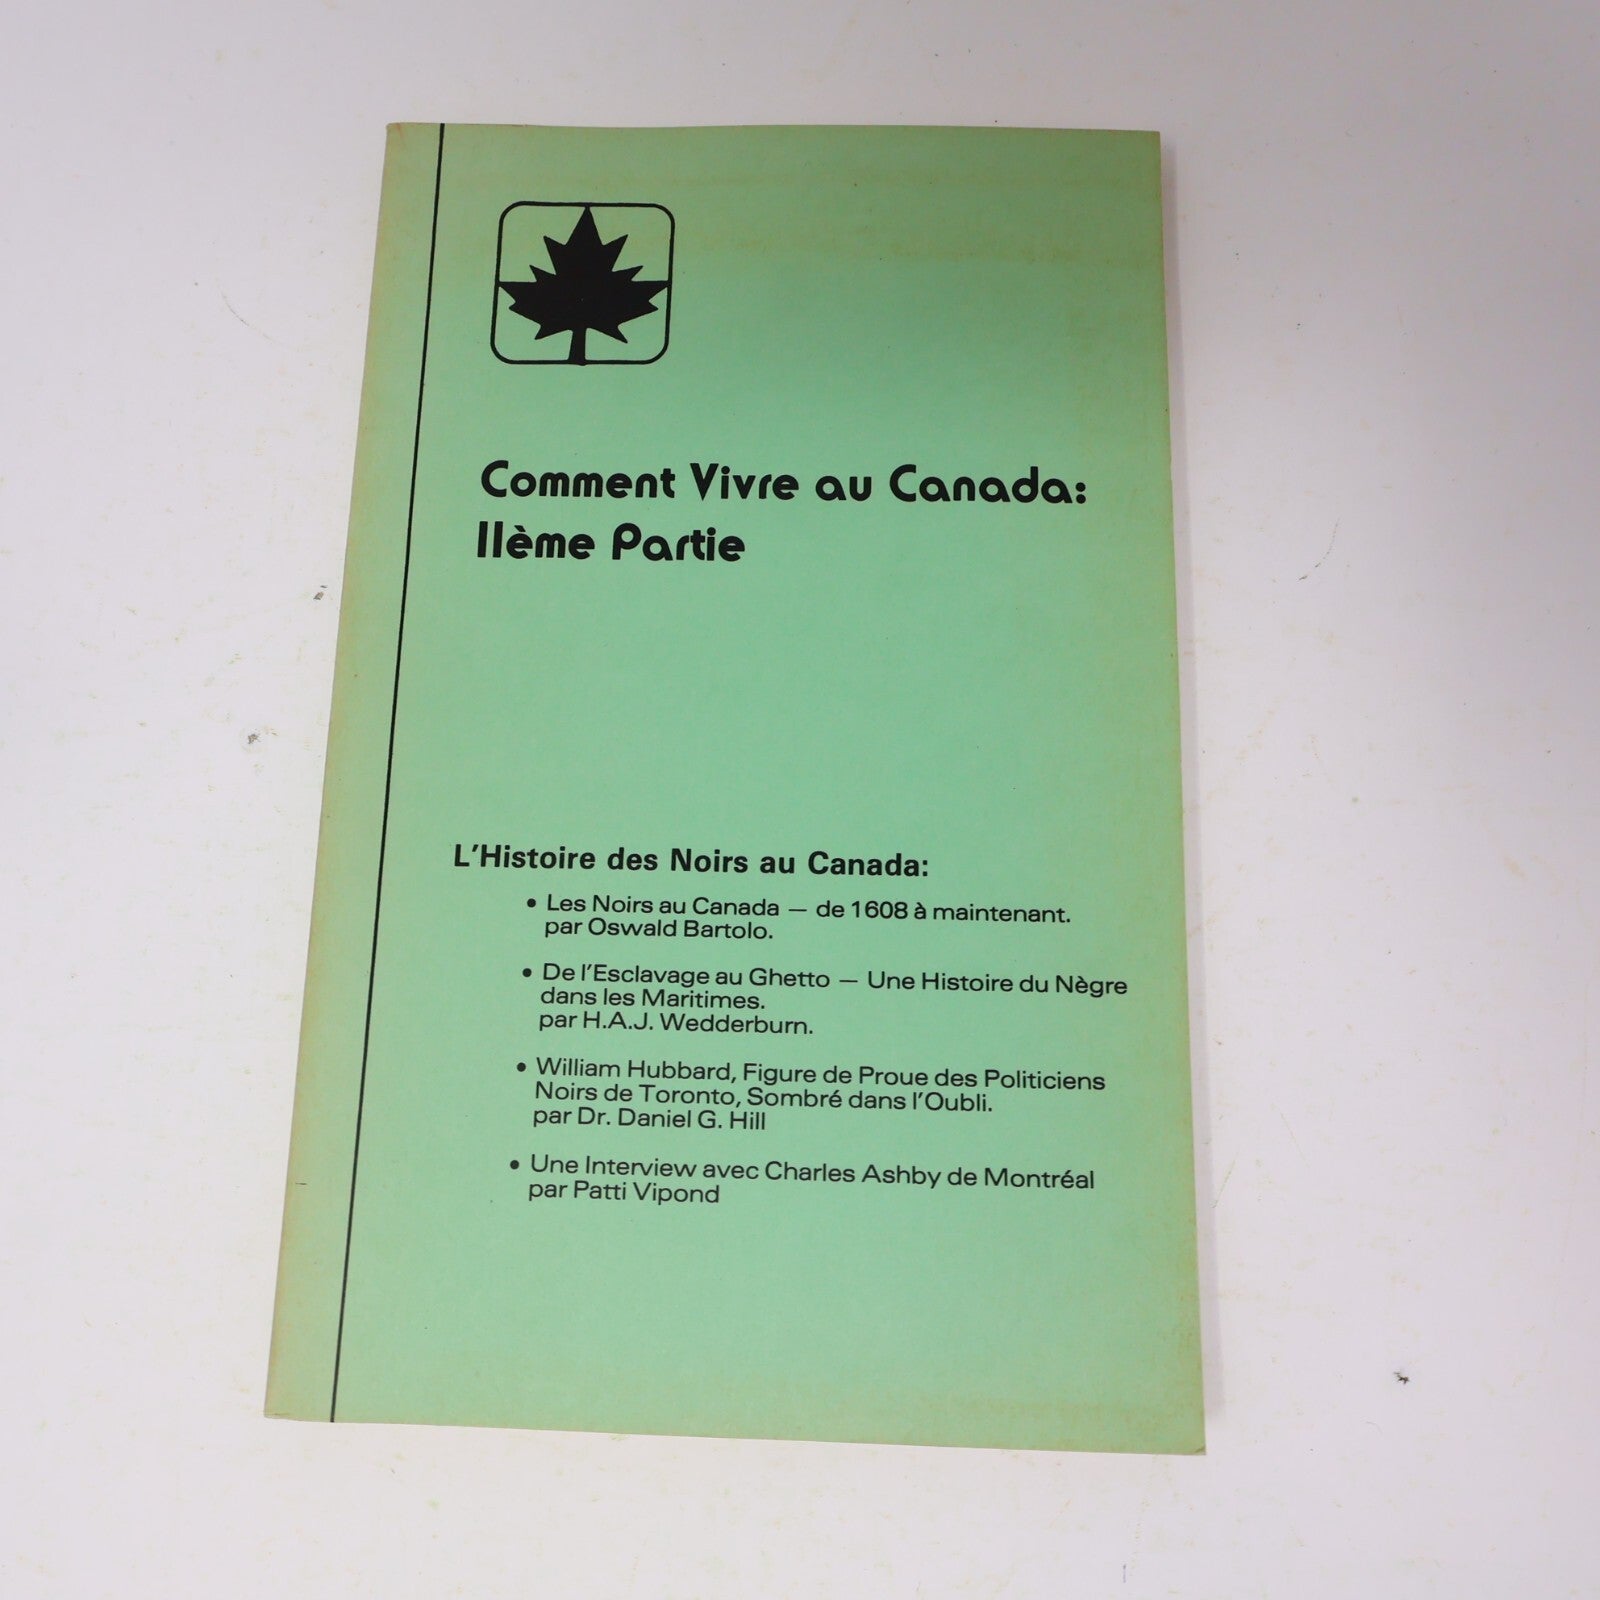 Comment Vivre au Canada:
IIème Partie
L'Histoire des Noirs au Canada:
• Les Noirs au Canada — de 1608 à maintenant.
par Oswald Bartolo.
• De l'Esclavage au Ghetto — Une Histoire du Nègre
dans les Maritimes.
par H.A.J. Wedderburn.
• William Hubbard, Figure de Proue des Politiciens
Noirs de Toronto, Sombré dans l'Oubli.
par Dr. Daniel G. Hill
• Une Interview avec Charles Ashby de Montréal
par Patti Vipond